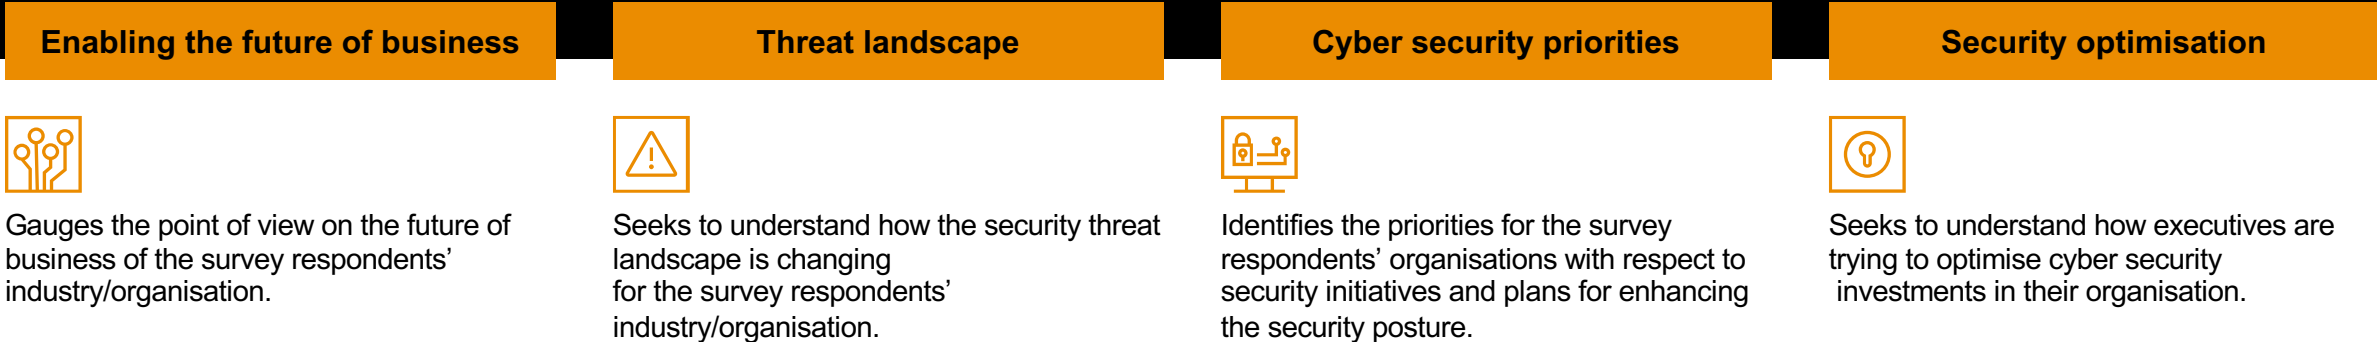 Enabling the future of business
Gauges the point of view on the future of
business of the survey respondents’
industry/organisation.
Threat landscape
Seeks to understand how the security threat
landscape is changing
for the survey respondents’
industry/organisation.
Cyber security priorities
Identifies the priorities for the survey
respondents’ organisations with respect to
security initiatives and plans for enhancing
the security posture.
Security optimisation
Seeks to understand how executives are
trying to optimise cyber security
investments in their organisation.